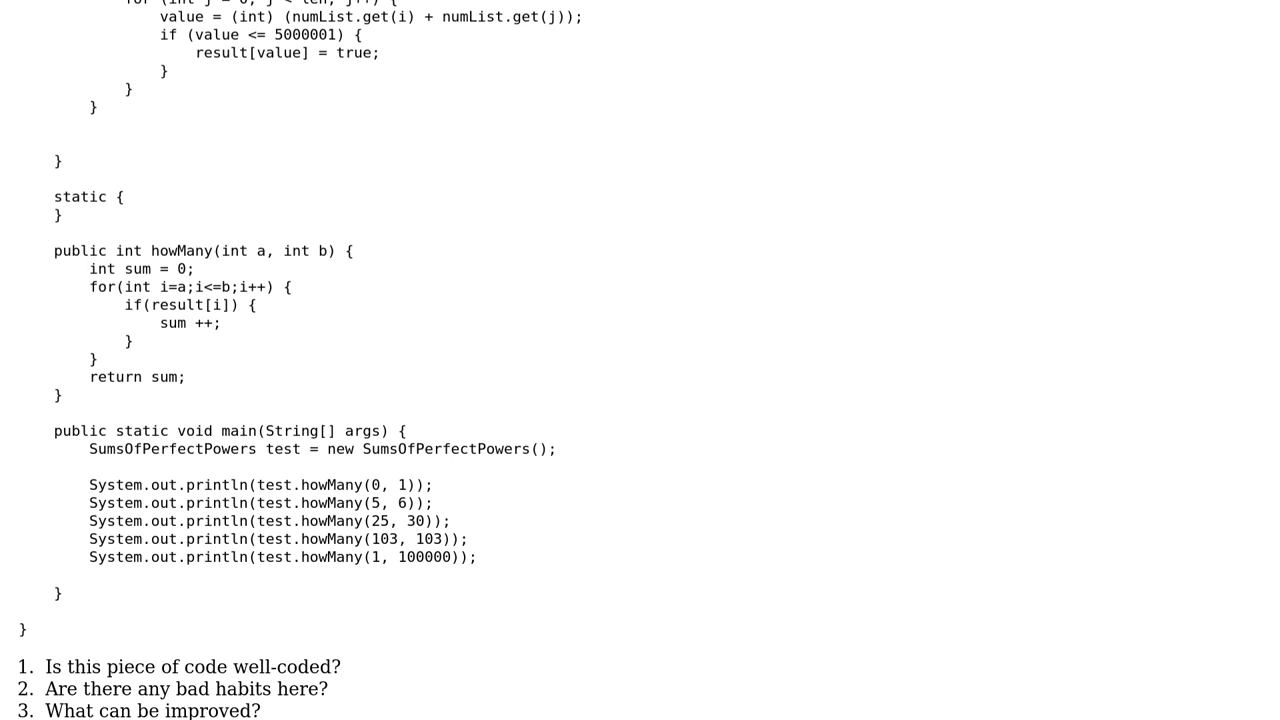 for (int j = 0; j < len; j++) {
                value = (int) (numList.get(i) + numList.get(j));
                if (value <= 5000001) {
                    result[value] = true;
                }
            }
        }


    }

    static {
    }

    public int howMany(int a, int b) {
        int sum = 0;
        for(int i=a;i<=b;i++) {
            if(result[i]) {
                sum ++;
            }
        }
        return sum;
    }

    public static void main(String[] args) {
        SumsOfPerfectPowers test = new SumsOfPerfectPowers();

        System.out.println(test.howMany(0, 1));
        System.out.println(test.howMany(5, 6));
        System.out.println(test.howMany(25, 30));
        System.out.println(test.howMany(103, 103));
        System.out.println(test.howMany(1, 100000));

    }

}
1. Is this piece of code well-coded?
2. Are there any bad habits here?
3. What can be improved?